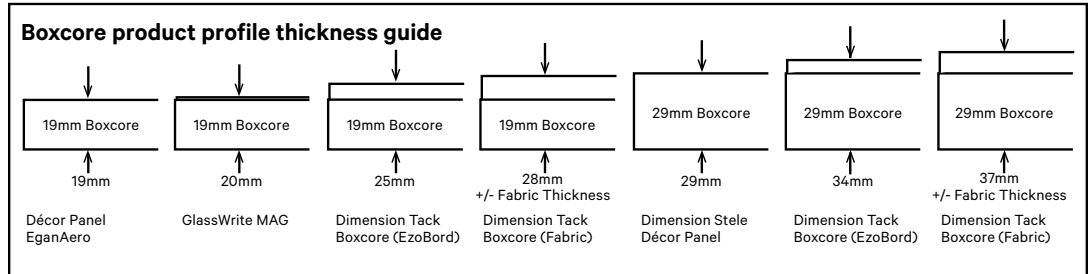 Boxcore product profile thickness guide
19mm Boxcore
19mm
Décor Panel
EganAero
19mm Boxcore
20mm
GlassWrite MAG
19mm Boxcore
25mm
Dimension Tack
Boxcore (EzoBord)
19mm Boxcore
28mm
+/- Fabric Thickness
Dimension Tack
Boxcore (Fabric)
29mm Boxcore
29mm
Dimension Stele
Décor Panel
29mm Boxcore
34mm
Dimension Tack
Boxcore (EzoBord)
29mm Boxcore
37mm
+/- Fabric Thickness
Dimension Tack
Boxcore (Fabric)